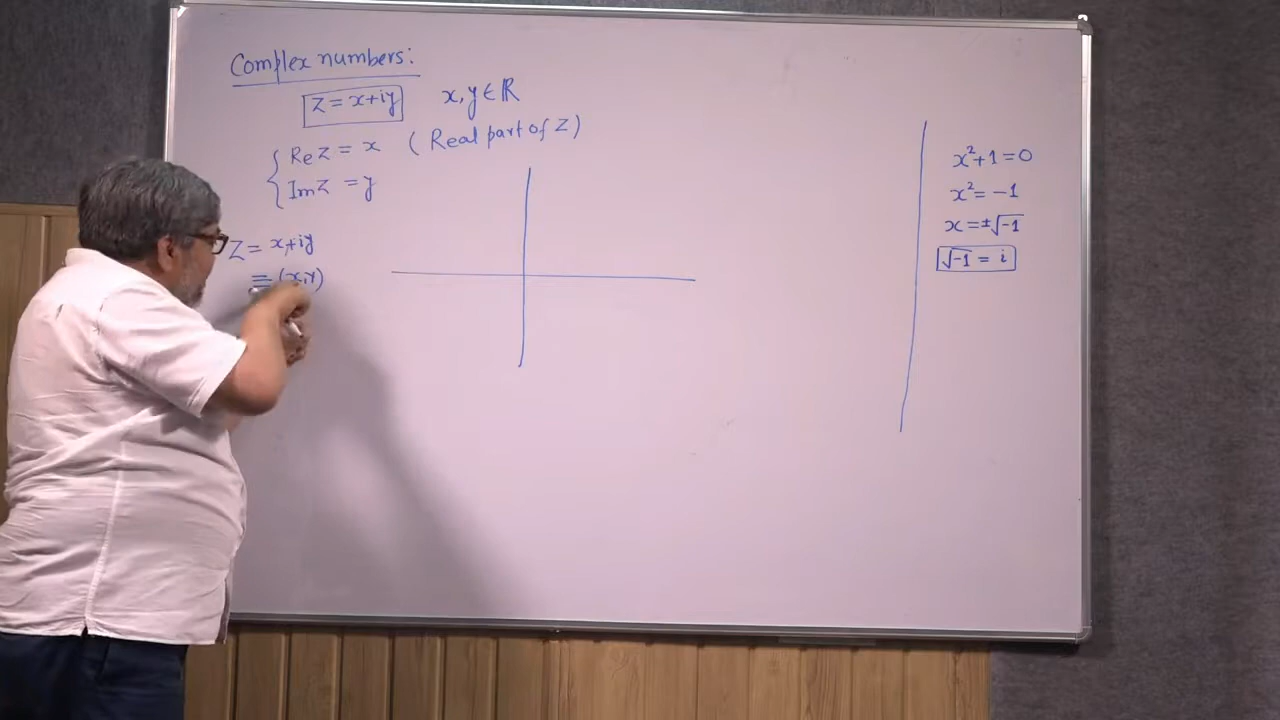 Complex numbers:
Z = x+iy x, y ∈ ℝ
Re Z = x ( Real part of Z )
Im Z = y
Z = x+iy
≡ (x,y)
x²+1 = 0
x² = −1
x = ±√−1
√−1 = i